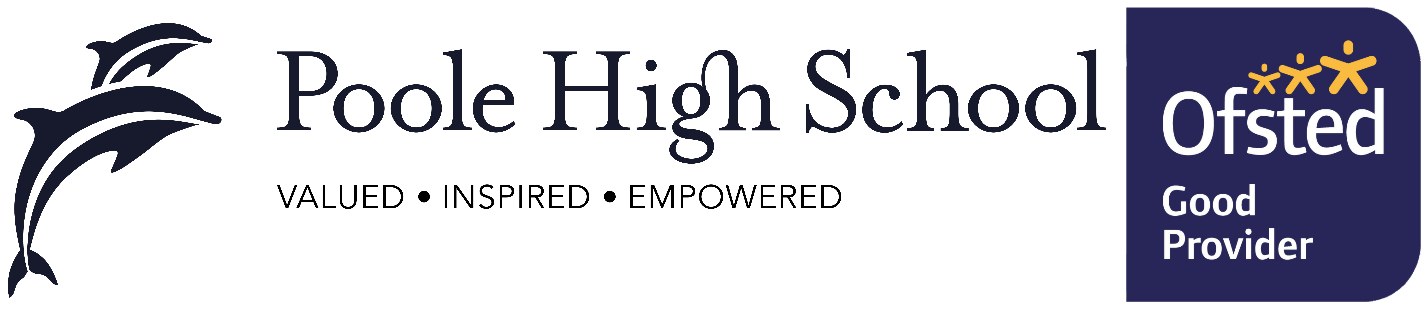 Poole High School
VALUED • INSPIRED • EMPOWERED
Ofsted
Good
Provider